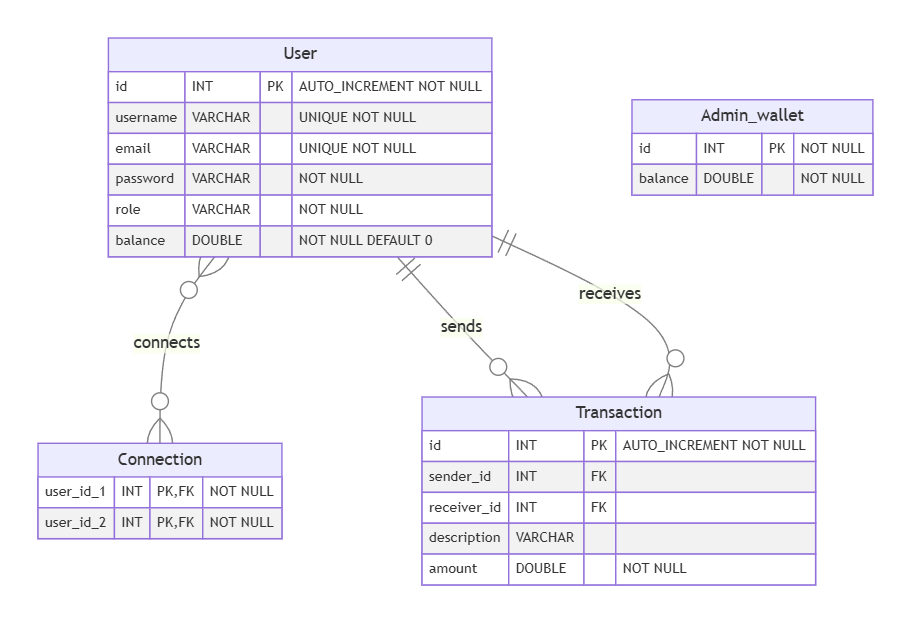 User
id INT PK AUTO_INCREMENT NOT NULL
username VARCHAR UNIQUE NOT NULL
email VARCHAR UNIQUE NOT NULL
password VARCHAR NOT NULL
role VARCHAR NOT NULL
balance DOUBLE NOT NULL DEFAULT 0
Admin_wallet
id INT PK NOT NULL
balance DOUBLE NOT NULL
receives
sends
connects
Transaction
id INT PK AUTO_INCREMENT NOT NULL
sender_id INT FK
receiver_id INT FK
description VARCHAR
amount DOUBLE NOT NULL
Connection
user_id_1 INT PK,FK NOT NULL
user_id_2 INT PK,FK NOT NULL